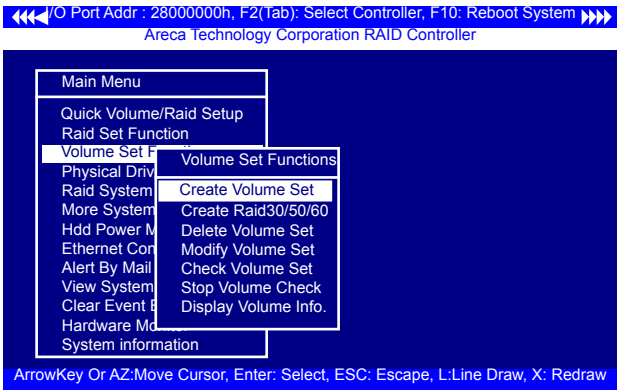 /O Port Addr : 28000000h, F2(Tab): Select Controller, F10: Reboot System
Areca Technology Corporation RAID Controller
Main Menu
Quick Volume/Raid Setup
Raid Set Function
Volume Set F
Physical Driv
Raid System
More System
Hdd Power M
Ethernet Con
Alert By Mail
View System
Clear Event
Hardware Mo
System information
Volume Set Functions
Create Volume Set
Create Raid30/50/60
Delete Volume Set
Modify Volume Set
Check Volume Set
Stop Volume Check
Display Volume Info.
ArrowKey Or AZ:Move Cursor, Enter: Select, ESC: Escape, L:Line Draw, X: Redraw